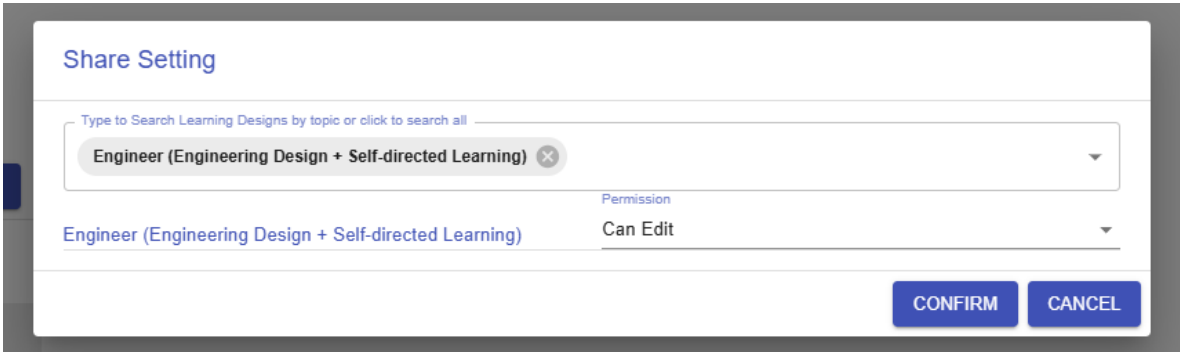 Share Setting
Type to Search Learning Designs by topic or click to search all
Engineer (Engineering Design + Self-directed Learning)
Permission
Engineer (Engineering Design + Self-directed Learning)
Can Edit
CONFIRM
CANCEL